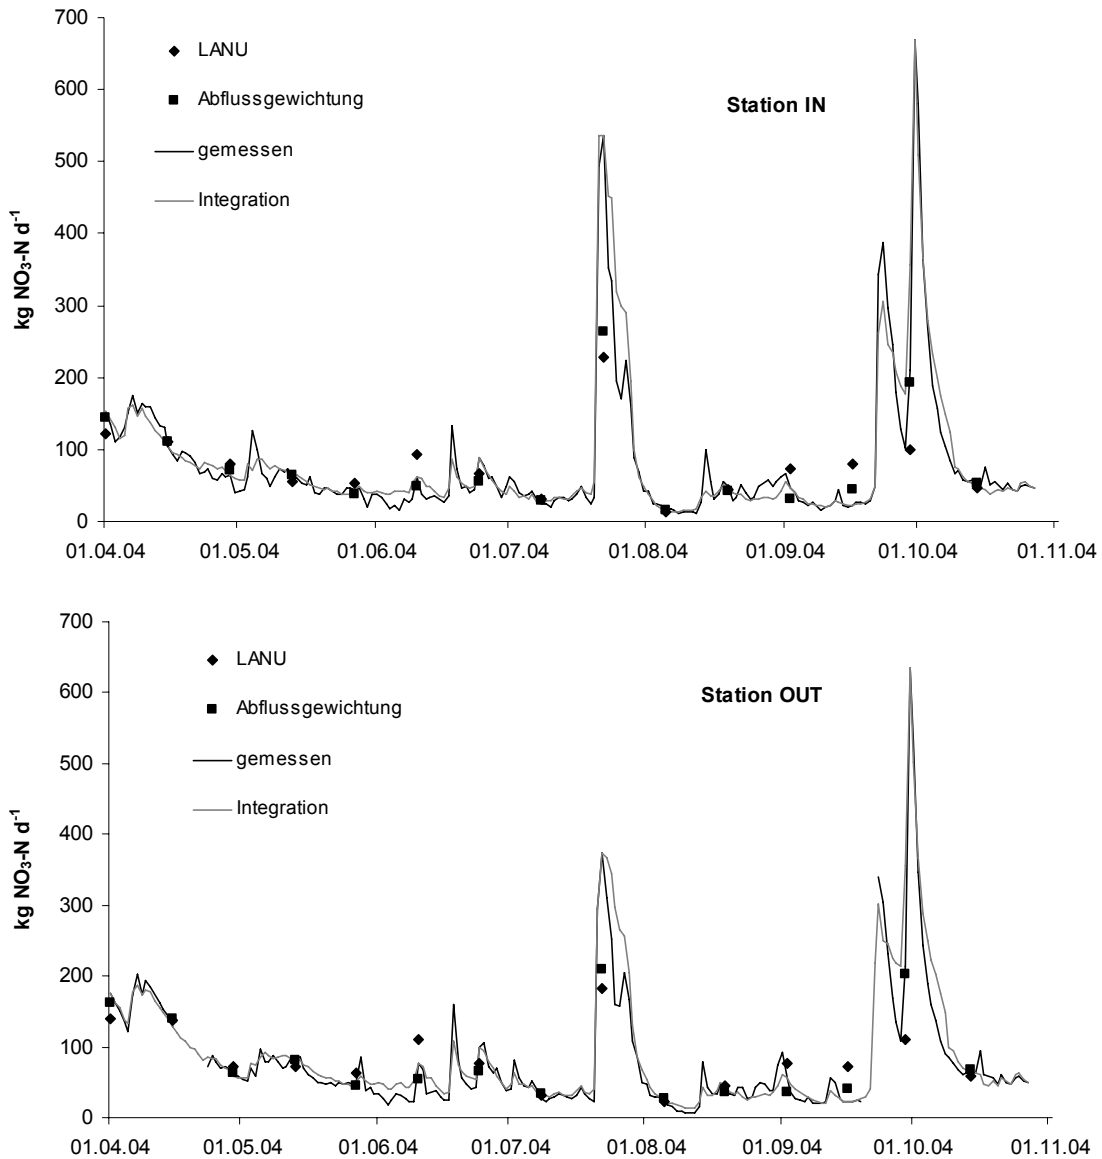 700
600
500
400
300
200
100
0
kg NO3-N d-1
LANU
Abflussgewichtung
gemessen
Integration
Station IN
01.04.04 01.05.04 01.06.04 01.07.04 01.08.04 01.09.04 01.10.04 01.11.04
700
600
500
400
300
200
100
0
kg NO3-N d-1
LANU
Abflussgewichtung
gemessen
Integration
Station OUT
01.04.04 01.05.04 01.06.04 01.07.04 01.08.04 01.09.04 01.10.04 01.11.04